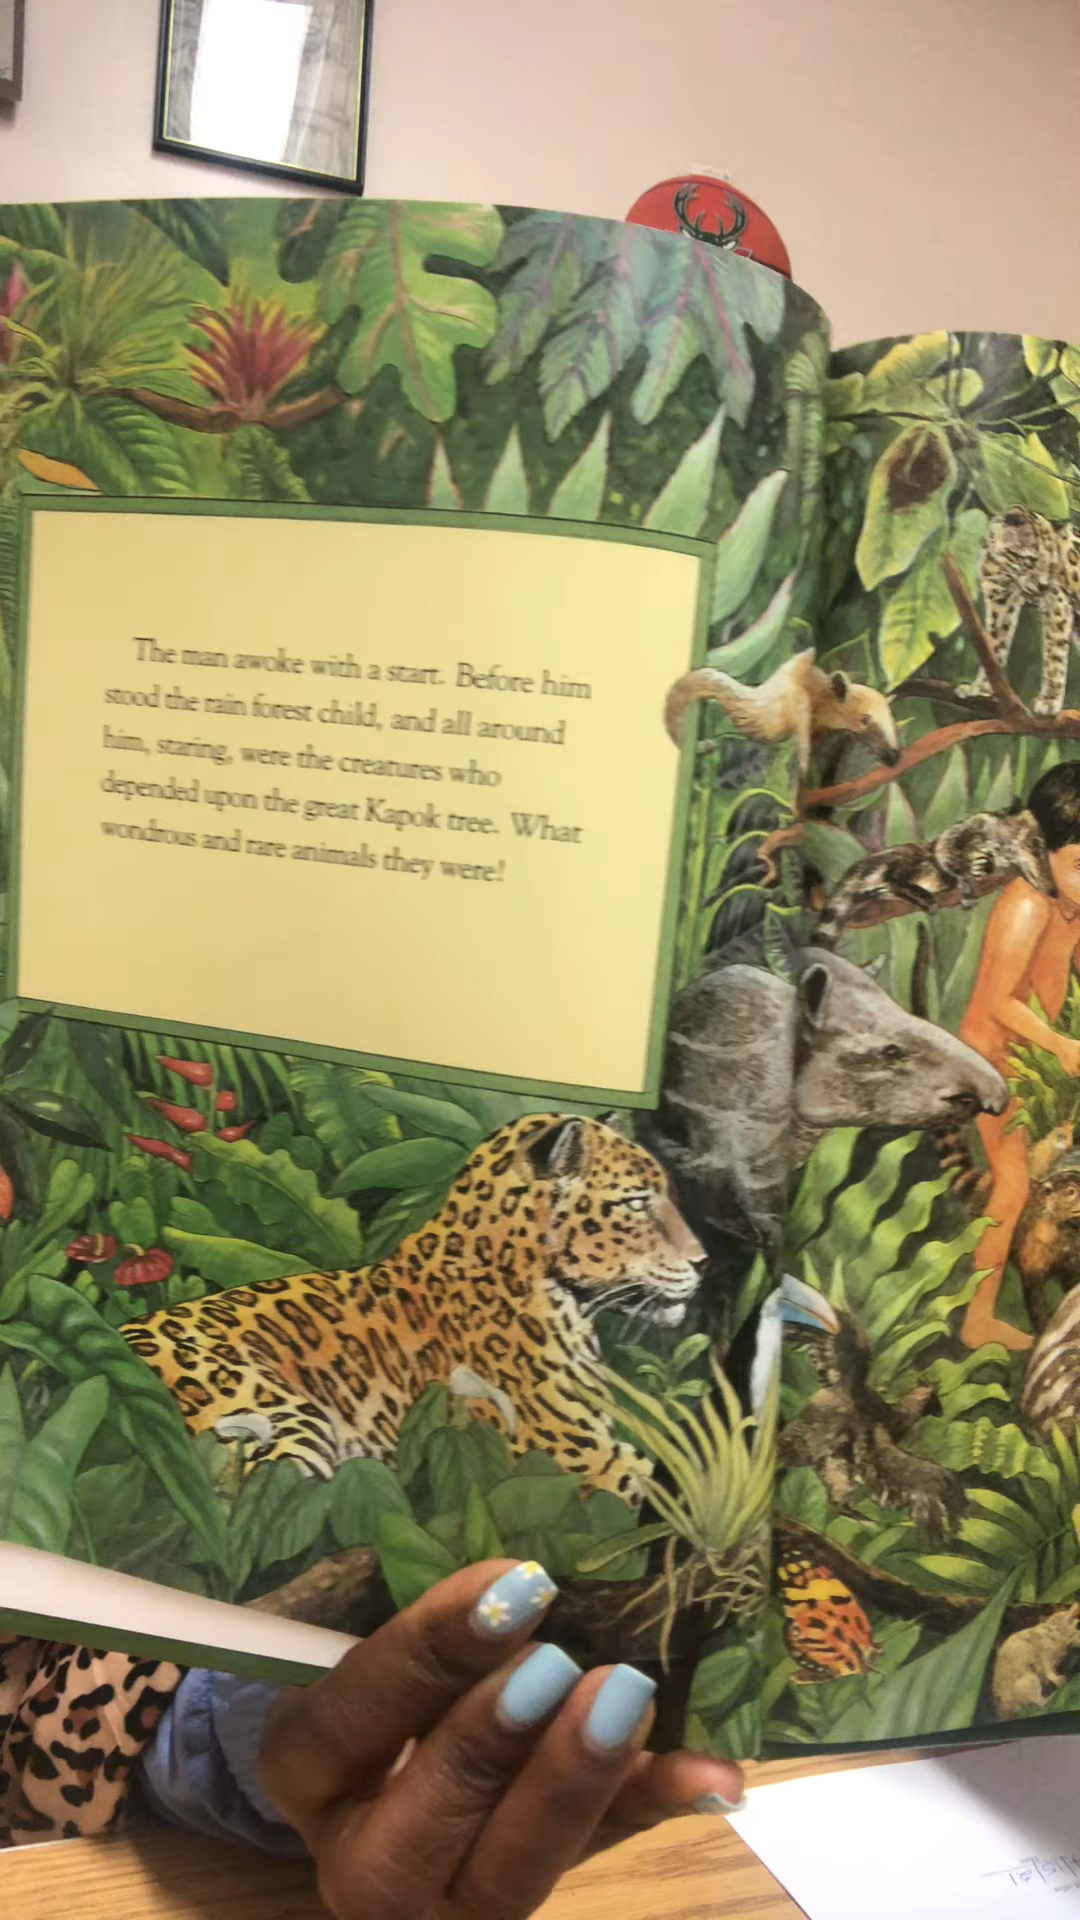 The man awoke with a start. Before him
stood the rain forest child, and all around
him, staring, were the creatures who
depended upon the great Kapok tree. What
wondrous and rare animals they were!